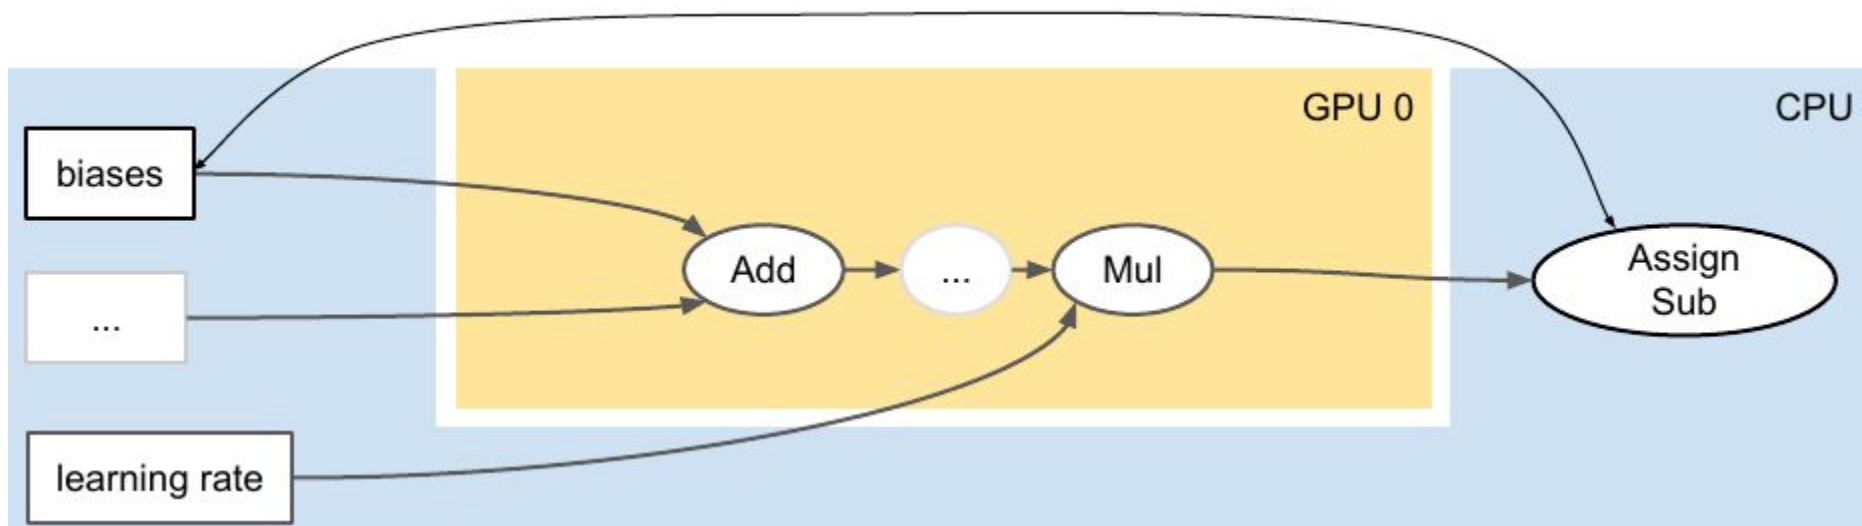 GPU 0
CPU
biases
Add
...
Mul
Assign
Sub
...
learning rate